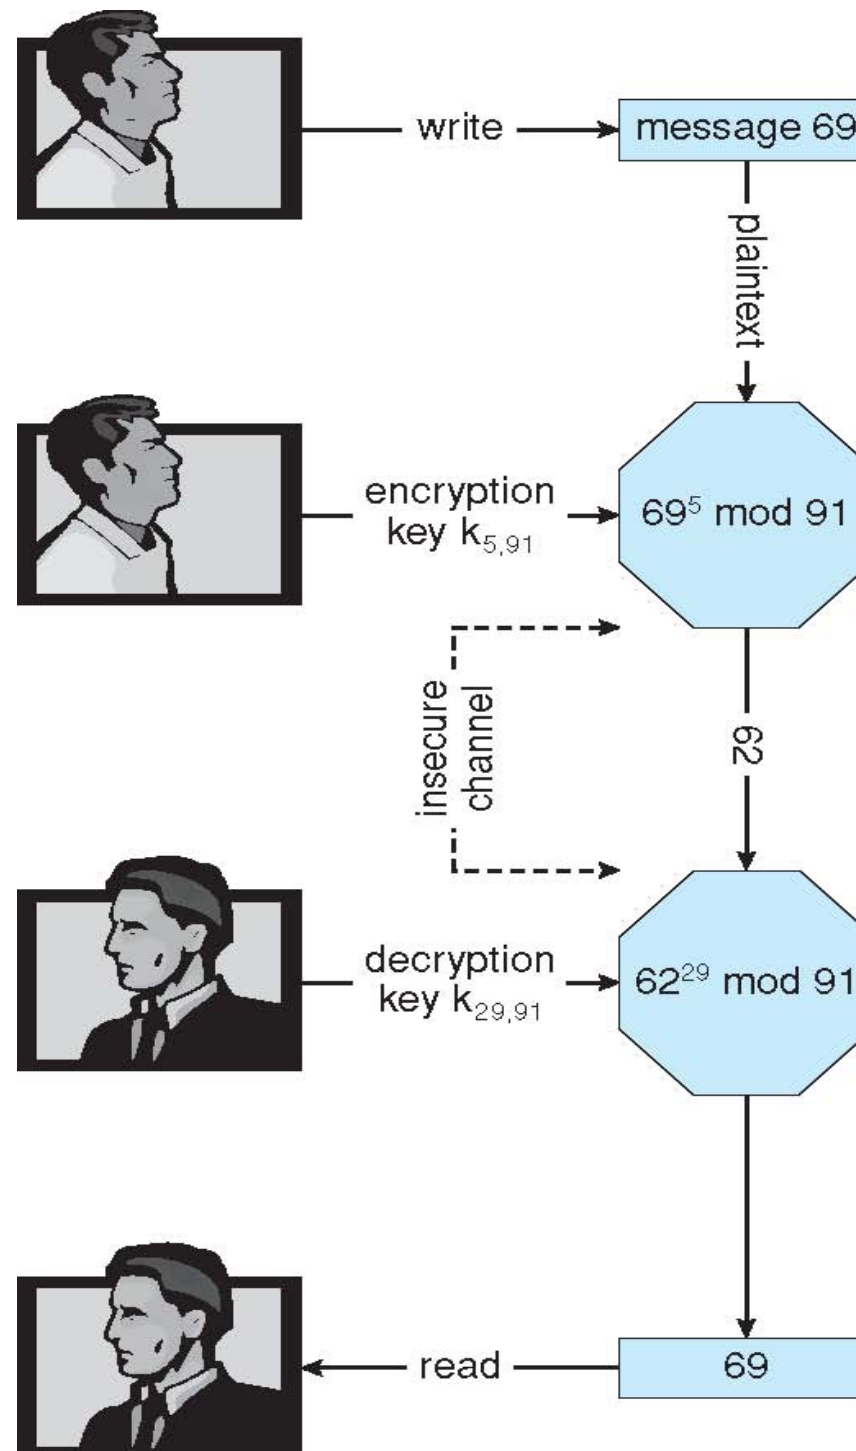 write
message 69
plaintext
encryption
key k₅,₉₁
69⁵ mod 91
insecure
channel
62
decryption
key k₂₉,₉₁
62²⁹ mod 91
read
69